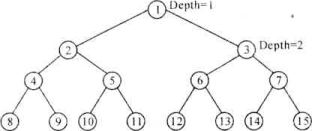 1 Depth=1
2 3 Depth=2
4 5 6 7
8 9 10 11 12 13 14 15